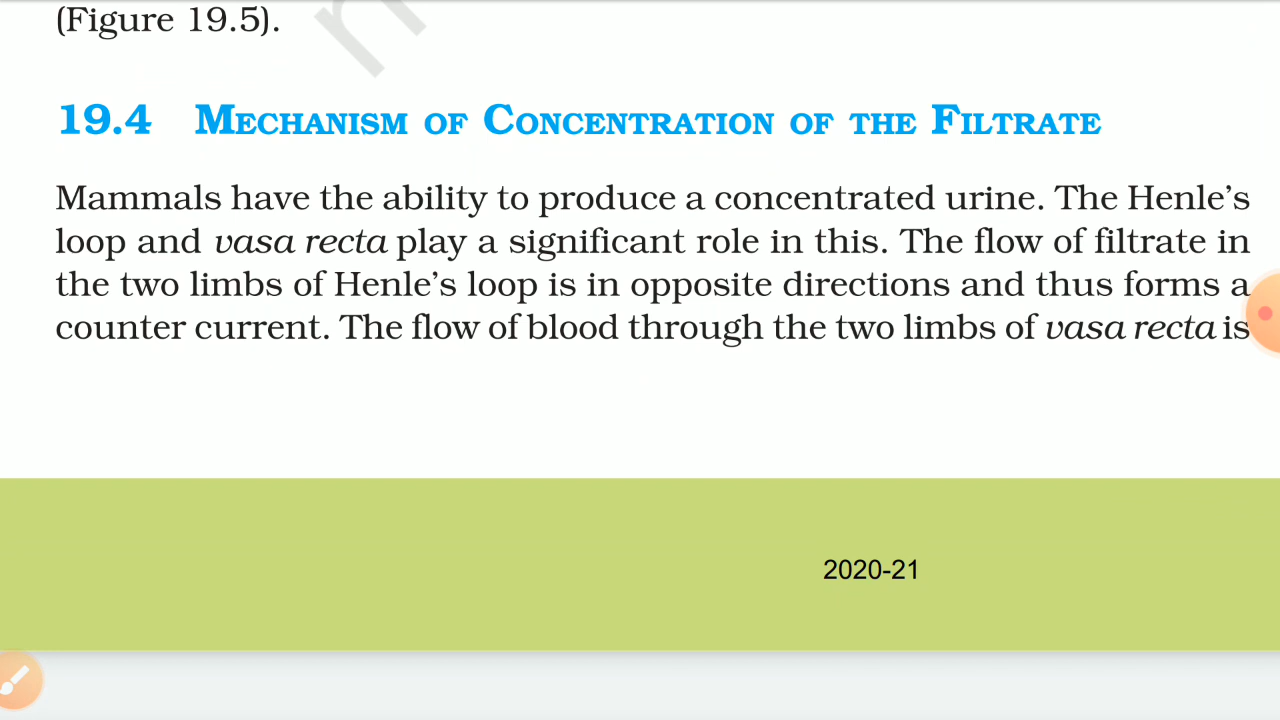 (Figure 19.5).
19.4 MECHANISM OF CONCENTRATION OF THE FILTRATE
Mammals have the ability to produce a concentrated urine. The Henle's
loop and vasa recta play a significant role in this. The flow of filtrate in
the two limbs of Henle's loop is in opposite directions and thus forms a
counter current. The flow of blood through the two limbs of vasa recta is
2020-21